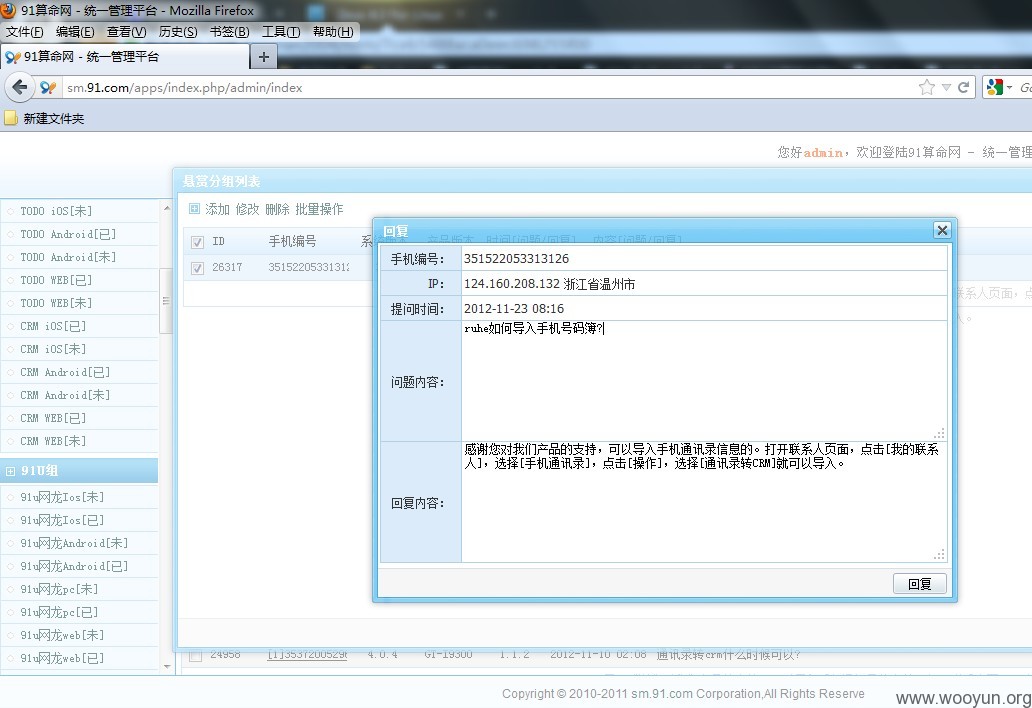 91算命网 - 统一管理平台 - Mozilla Firefox
文件(F) 编辑(E) 查看(V) 历史(S) 书签(B) 工具(T) 帮助(H)
91算命网 - 统一管理平台
sm.91.com/apps/index.php/admin/index
新建文件夹
您好admin，欢迎登陆91算命网 - 统一管理
悬赏分组列表
添加 修改 删除 批量操作
ID 手机编号
26317 35152205331312
回复
手机编号： 351522053313126
IP： 124.160.208.132 浙江省温州市
提问时间： 2012-11-23 08:16
问题内容： ruhe如何导入手机号码簿?
回复内容： 感谢您对我们产品的支持，可以导入手机通讯录信息的。打开联系人页面，点击[我的联系
人]，选择[手机通讯录]，点击[操作]，选择[通讯录转CRM]就可以导入。
回复
TODO iOS[未]
TODO Android[已]
TODO Android[未]
TODO WEB[已]
TODO WEB[未]
CRM iOS[已]
CRM iOS[未]
CRM Android[已]
CRM Android[未]
CRM WEB[已]
CRM WEB[未]
91U组
91u网龙Ios[未]
91u网龙Ios[已]
91u网龙Android[未]
91u网龙Android[已]
91u网龙pc[未]
91u网龙pc[已]
91u网龙web[未]
91u网龙web[已]
24958 [1]3537200529 4.0.4 GT-I9300 1.1.2 2012-11-10 02:08 通讯录转crm什么时候可以?
Copyright © 2010-2011 sm.91.com Corporation,All Rights Reserve
www.wooyun.org